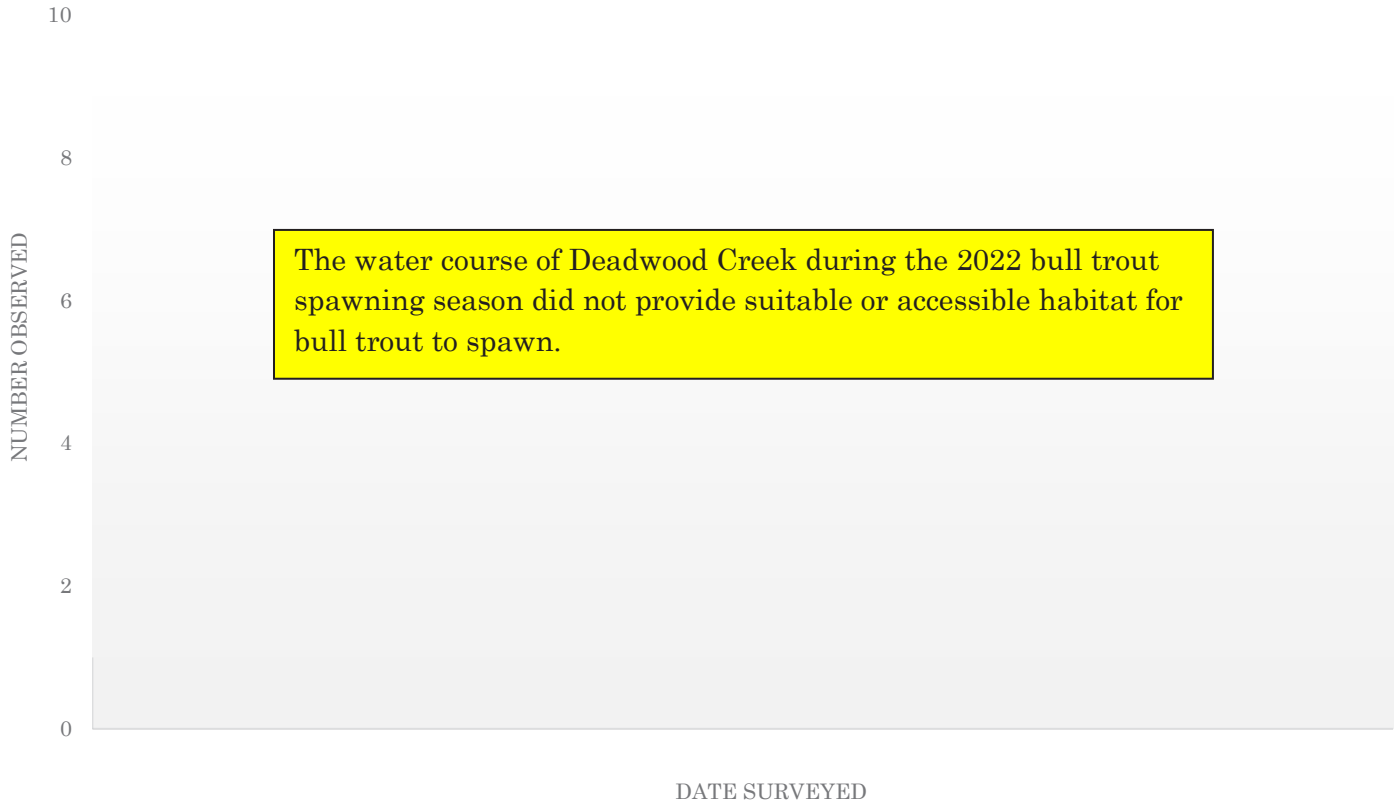 10
8
6
4
2
0
NUMBER OBSERVED
The water course of Deadwood Creek during the 2022 bull trout
spawning season did not provide suitable or accessible habitat for
bull trout to spawn.
DATE SURVEYED